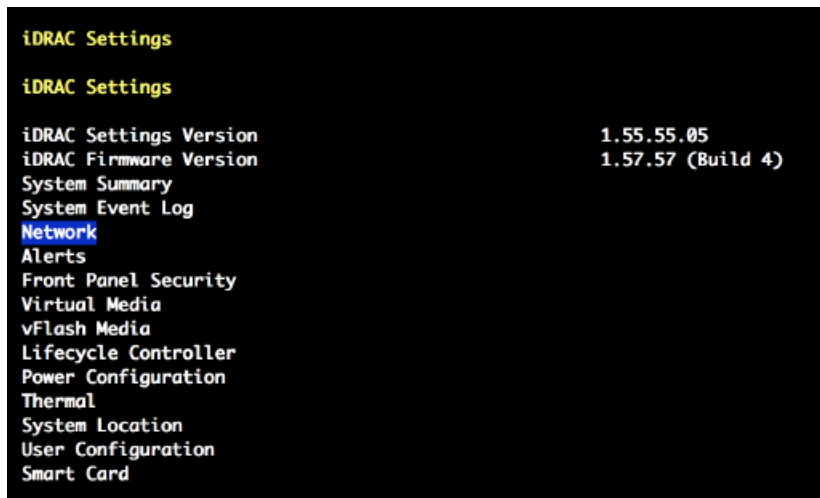 iDRAC Settings
iDRAC Settings
iDRAC Settings Version 1.55.55.05
iDRAC Firmware Version 1.57.57 (Build 4)
System Summary
System Event Log
Network
Alerts
Front Panel Security
Virtual Media
vFlash Media
Lifecycle Controller
Power Configuration
Thermal
System Location
User Configuration
Smart Card